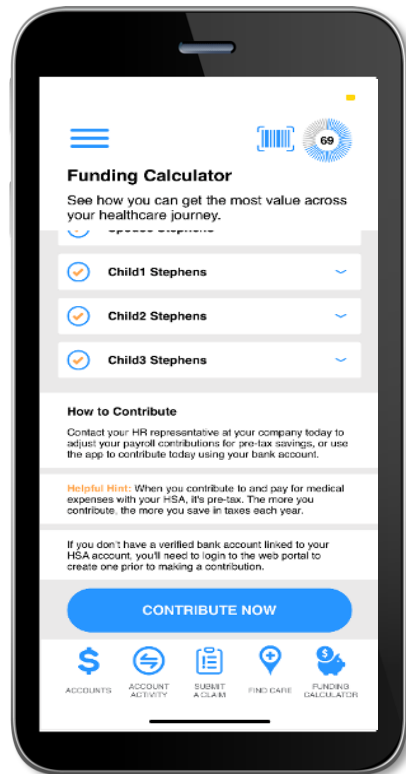 69
Funding Calculator
See how you can get the most value across
your healthcare journey.
Spouse Stephens
Child1 Stephens
Child2 Stephens
Child3 Stephens
How to Contribute
Contact your HR representative at your company today to
adjust your payroll contributions for pre-tax savings, or use
the app to contribute today using your bank account.
Helpful Hint: When you contribute to and pay for medical
expenses with your HSA, it's pre-tax. The more you
contribute, the more you save in taxes each year.
If you don't have a verified bank account linked to your
HSA account, you'll need to login to the web portal to
create one prior to making a contribution.
CONTRIBUTE NOW
$
ACCOUNTS
ACCOUNT
ACTIVITY
SUBMIT
A CLAIM
FIND CARE
$
FUNDING
CALCULATOR